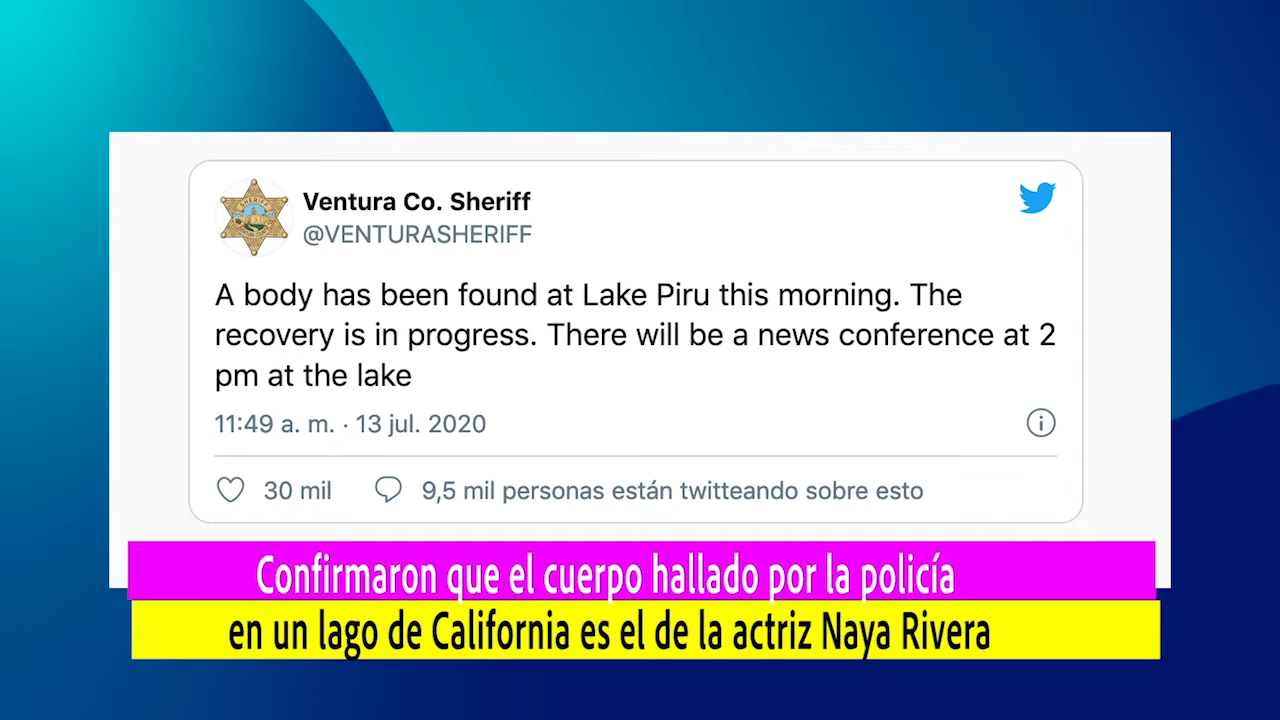 Ventura Co. Sheriff
@VENTURASHERIFF
A body has been found at Lake Piru this morning. The
recovery is in progress. There will be a news conference at 2
pm at the lake
11:49 a. m. · 13 jul. 2020
30 mil
9,5 mil personas están twitteando sobre esto
Confirmaron que el cuerpo hallado por la policía
en un lago de California es el de la actriz Naya Rivera